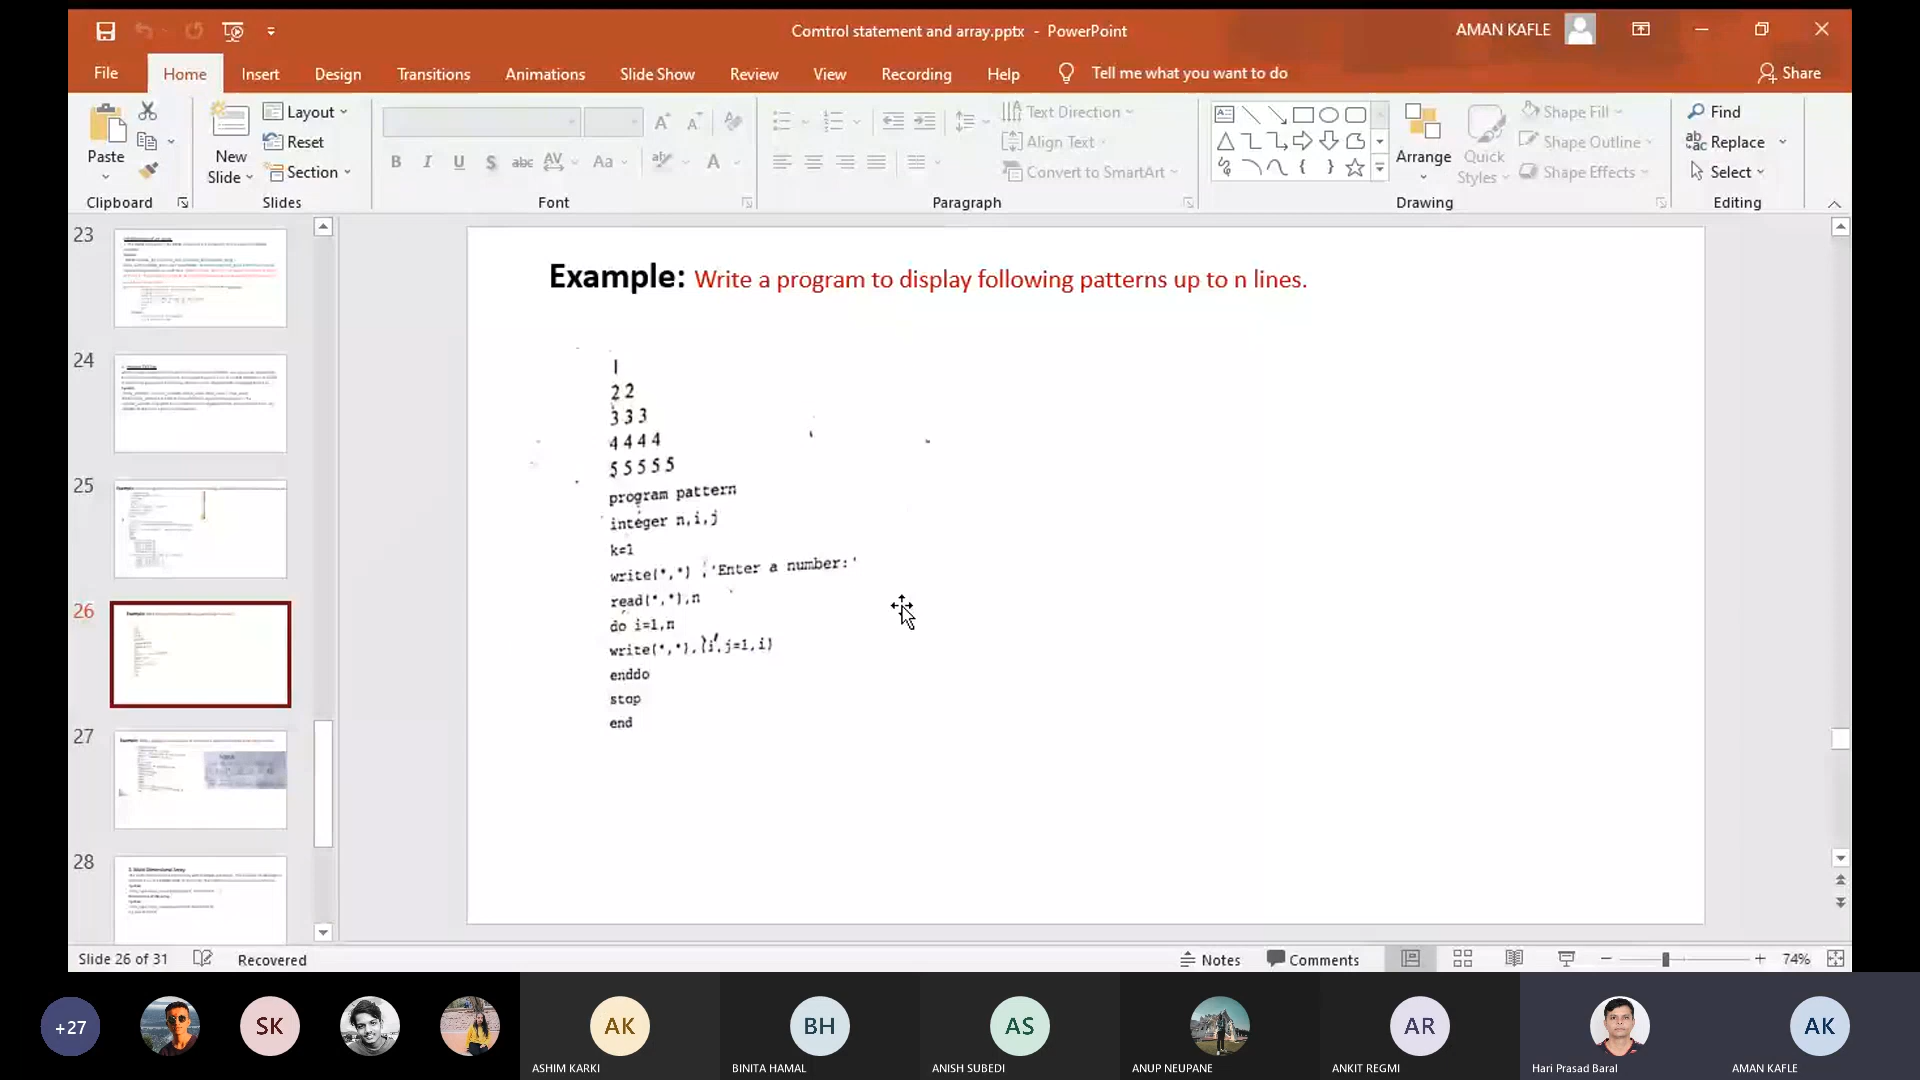 Comtrol statement and array.pptx - PowerPoint
AMAN KAFLE
File Home Insert Design Transitions Animations Slide Show Review View Recording Help Tell me what you want to do Share
Paste
New Slide
Layout
Reset
Section
Text Direction
Align Text
Convert to SmartArt
Arrange
Quick Styles
Shape Fill
Shape Outline
Shape Effects
Find
Replace
Select
Clipboard Slides Font Paragraph Drawing Editing
23
24
25
26
27
28
Example: Write a program to display following patterns up to n lines.
1
2 2
3 3 3
4 4 4 4
5 5 5 5 5
program pattern
integer n,i,j
k=1
write(*,*) ,'Enter a number:'
read(*,*),n
do i=1,n
write(*,*),(i,j=1,i)
enddo
stop
end
Slide 26 of 31 Recovered Notes Comments 74%
+27 SK AK BH AS AR AK
ASHIM KARKI BINITA HAMAL ANISH SUBEDI ANUP NEUPANE ANKIT REGMI Hari Prasad Baral AMAN KAFLE